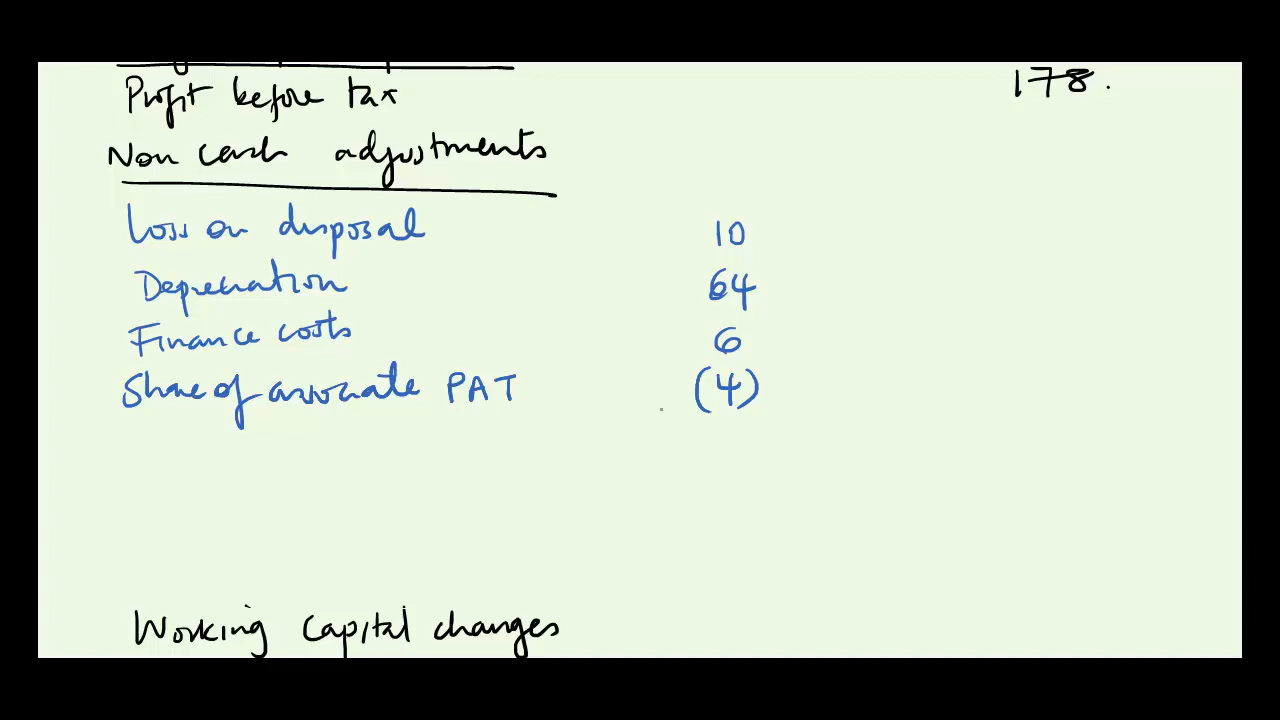 Profit before tax 178.
Non cash adjustments
Loss on disposal 10
Depreciation 64
Finance costs 6
Share of associate PAT (4)
Working capital changes